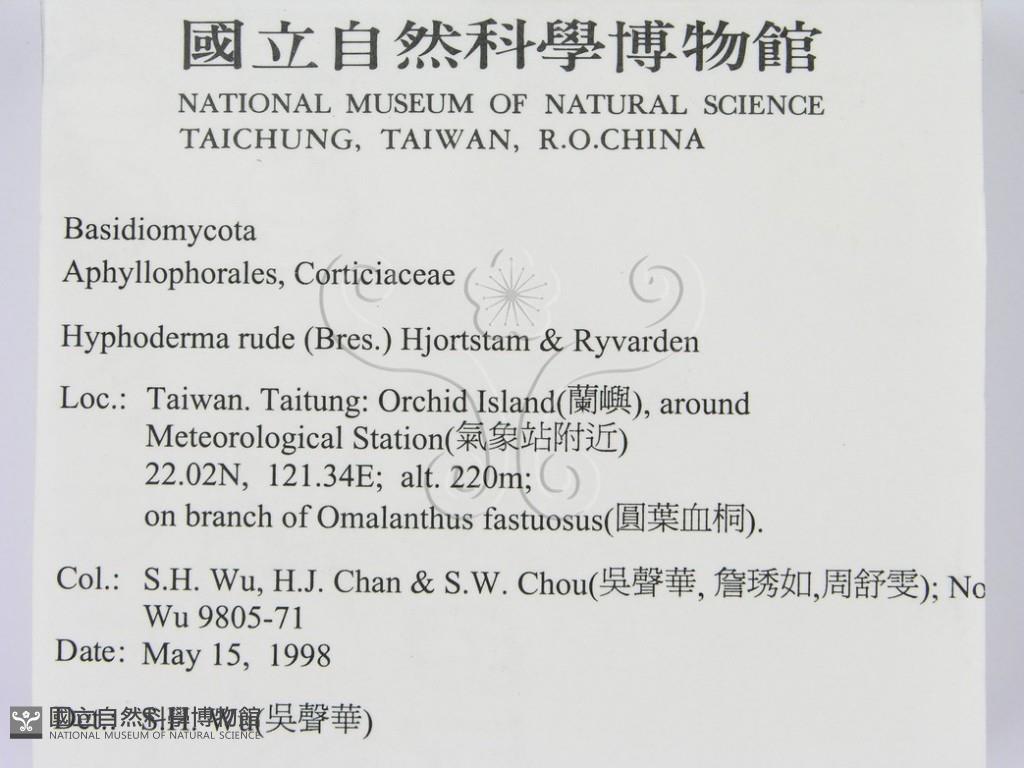 國立自然科學博物館
NATIONAL MUSEUM OF NATURAL SCIENCE
TAICHUNG, TAIWAN, R.O.CHINA
Basidiomycota
Aphyllophorales, Corticiaceae
Hyphoderma rude (Bres.) Hjortstam & Ryvarden
Loc.: Taiwan. Taitung: Orchid Island(蘭嶼), around
Meteorological Station(氣象站附近)
22.02N, 121.34E; alt. 220m;
on branch of Omalanthus fastuosus(圓葉血桐).
Col.: S.H. Wu, H.J. Chan & S.W. Chou(吳聲華, 詹琇如,周舒雯); No
Wu 9805-71
Date: May 15, 1998
Det.: S.H. Wu(吳聲華)
國立自然科學博物館
NATIONAL MUSEUM OF NATURAL SCIENCE